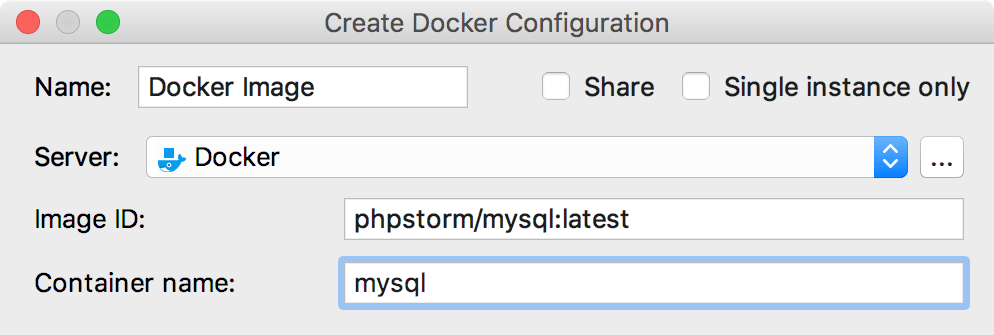 Create Docker Configuration
Name: Docker Image Share Single instance only
Server: Docker ...
Image ID: phpstorm/mysql:latest
Container name: mysql